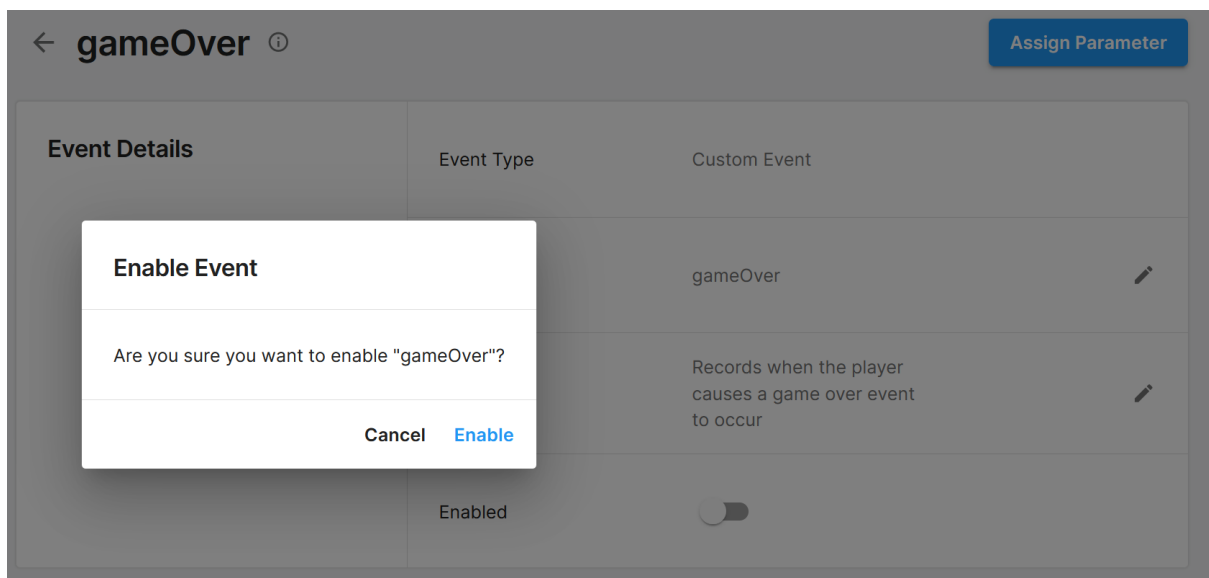 gameOver
Assign Parameter
Event Details
Event Type
Custom Event
Enable Event
gameOver
Are you sure you want to enable "gameOver"?
Records when the player
causes a game over event
to occur
Cancel
Enable
Enabled